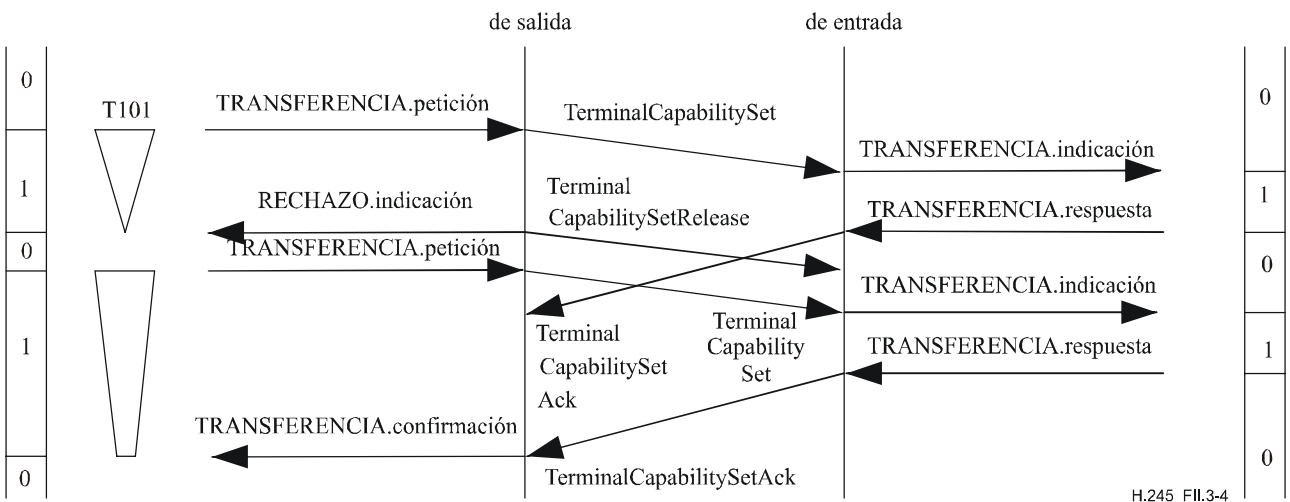 de salida
de entrada
0
T101
TRANSFERENCIA.petición
TerminalCapabilitySet
0
TRANSFERENCIA.indicación
1
RECHAZO.indicación
Terminal
CapabilitySetRelease
TRANSFERENCIA.respuesta
1
0
TRANSFERENCIA.petición
0
TRANSFERENCIA.indicación
1
Terminal
CapabilitySet
Ack
Terminal
Capability
Set
TRANSFERENCIA.respuesta
1
TRANSFERENCIA.confirmación
0
TerminalCapabilitySetAck
0
H.245_FII.3-4